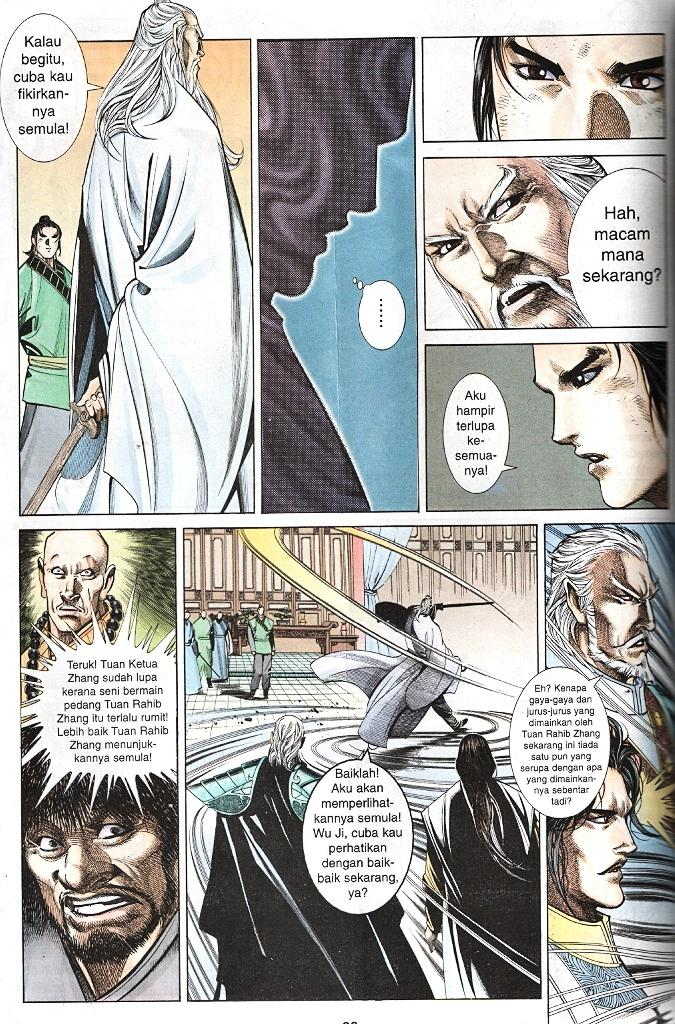 Kalau
begitu,
cuba kau
fikirkan-
nya
semula!
......
Hah,
macam
mana
sekarang?
Aku
hampir
terlupa
ke-
semua-
nya!
Teruk! Tuan Ketua
Zhang sudah lupa
kerana seni bermain
pedang Tuan Rahib
Zhang itu terlalu rumit!
Lebih baik Tuan Rahib
Zhang menunjuk-
kannya semula!
Baiklah!
Aku akan
memperlihat-
kannya semula!
Wu Ji, cuba kau
perhatikan
dengan baik-
baik sekarang,
ya?
Eh? Kenapa
gaya-gaya dan
jurus-jurus yang
dimainkan oleh
Tuan Rahib Zhang
sekarang ini tiada
satu pun yang
serupa dengan apa
yang dimainkan-
nya sebentar
tadi?